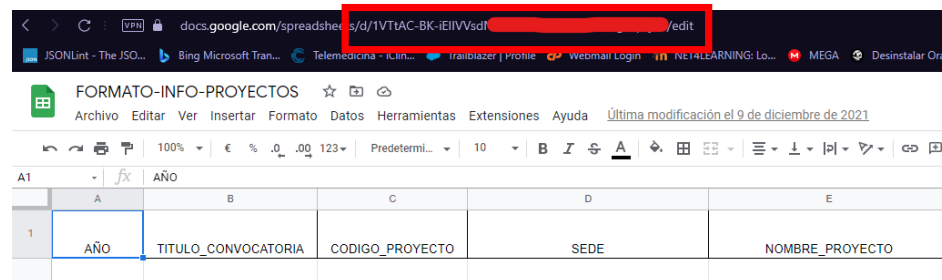 VPN docs.google.com/spreadsheets/d/1VTtAC-BK-iEIIVVsd /edit
JSONLint - The JSO... Bing Microsoft Tran... Telemedicina - IClin... Trailblazer | Profile Webmail Login NET4LEARNING: Lo... MEGA Desinstalar Ora
FORMATO-INFO-PROYECTOS
Archivo Editar Ver Insertar Formato Datos Herramientas Extensiones Ayuda Última modificación el 9 de diciembre de 2021
100% € % .0 .00 123 Predetermi... 10 B I S A
A1 fx AÑO
A B C D E
1 AÑO TITULO_CONVOCATORIA CODIGO_PROYECTO SEDE NOMBRE_PROYECTO